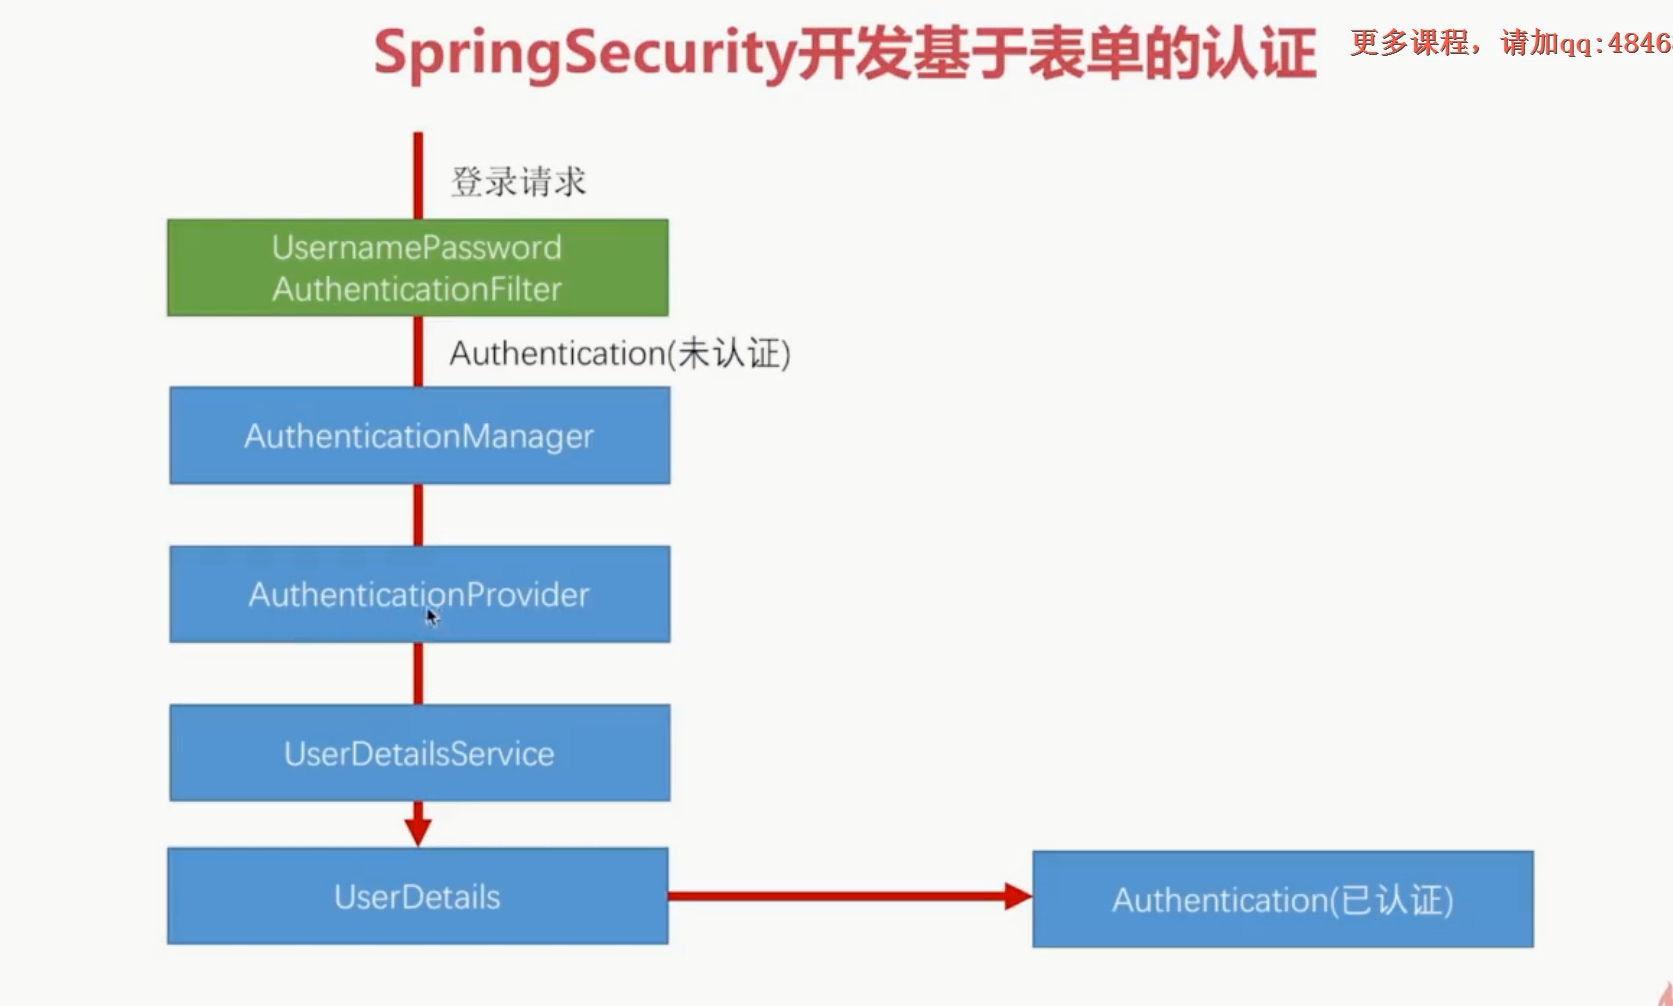 SpringSecurity开发基于表单的认证
更多课程，请加qq:4846
登录请求
UsernamePassword
AuthenticationFilter
Authentication(未认证)
AuthenticationManager
AuthenticationProvider
UserDetailsService
UserDetails
Authentication(已认证)